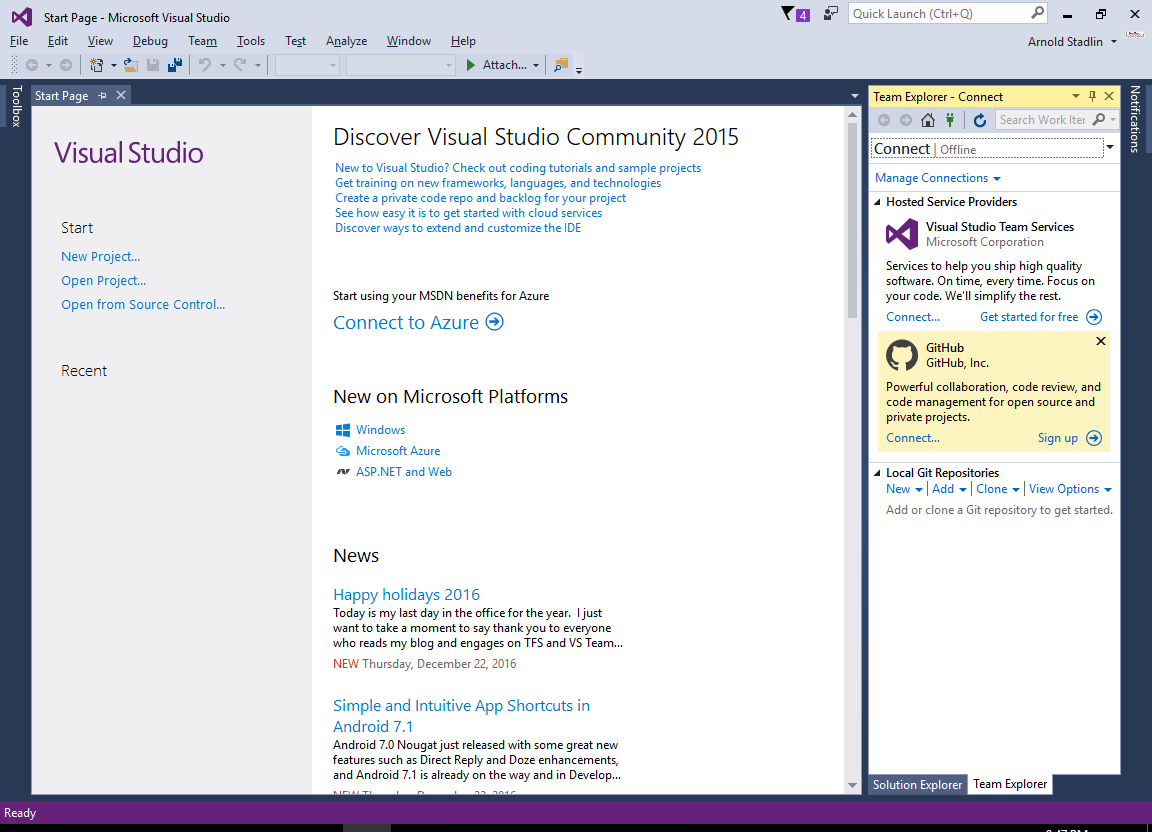 Start Page - Microsoft Visual Studio
4
Quick Launch (Ctrl+Q)
File Edit View Debug Team Tools Test Analyze Window Help
Arnold Stadlin
Attach...
Toolbox
Start Page
Visual Studio
Start
New Project...
Open Project...
Open from Source Control...
Recent
Discover Visual Studio Community 2015
New to Visual Studio? Check out coding tutorials and sample projects
Get training on new frameworks, languages, and technologies
Create a private code repo and backlog for your project
See how easy it is to get started with cloud services
Discover ways to extend and customize the IDE
Start using your MSDN benefits for Azure
Connect to Azure
New on Microsoft Platforms
Windows
Microsoft Azure
ASP.NET and Web
News
Happy holidays 2016
Today is my last day in the office for the year. I just
want to take a moment to say thank you to everyone
who reads my blog and engages on TFS and VS Team...
NEW Thursday, December 22, 2016
Simple and Intuitive App Shortcuts in
Android 7.1
Android 7.0 Nougat just released with some great new
features such as Direct Reply and Doze enhancements,
and Android 7.1 is already on the way and in Develop...
Team Explorer - Connect
Search Work Iter
Connect | Offline
Manage Connections
Hosted Service Providers
Visual Studio Team Services
Microsoft Corporation
Services to help you ship high quality
software. On time, every time. Focus on
your code. We'll simplify the rest.
Connect... Get started for free
GitHub
GitHub, Inc.
Powerful collaboration, code review, and
code management for open source and
private projects.
Connect... Sign up
Local Git Repositories
New | Add | Clone | View Options
Add or clone a Git repository to get started.
Solution Explorer Team Explorer
Notifications
Ready